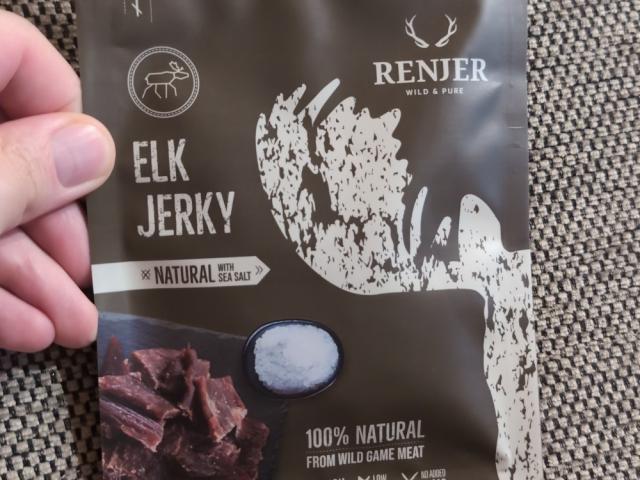 RENJER
WILD & PURE
ELK
JERKY
NATURAL WITH
SEA SALT
100% NATURAL
FROM WILD GAME MEAT
LOW
NO ADDED